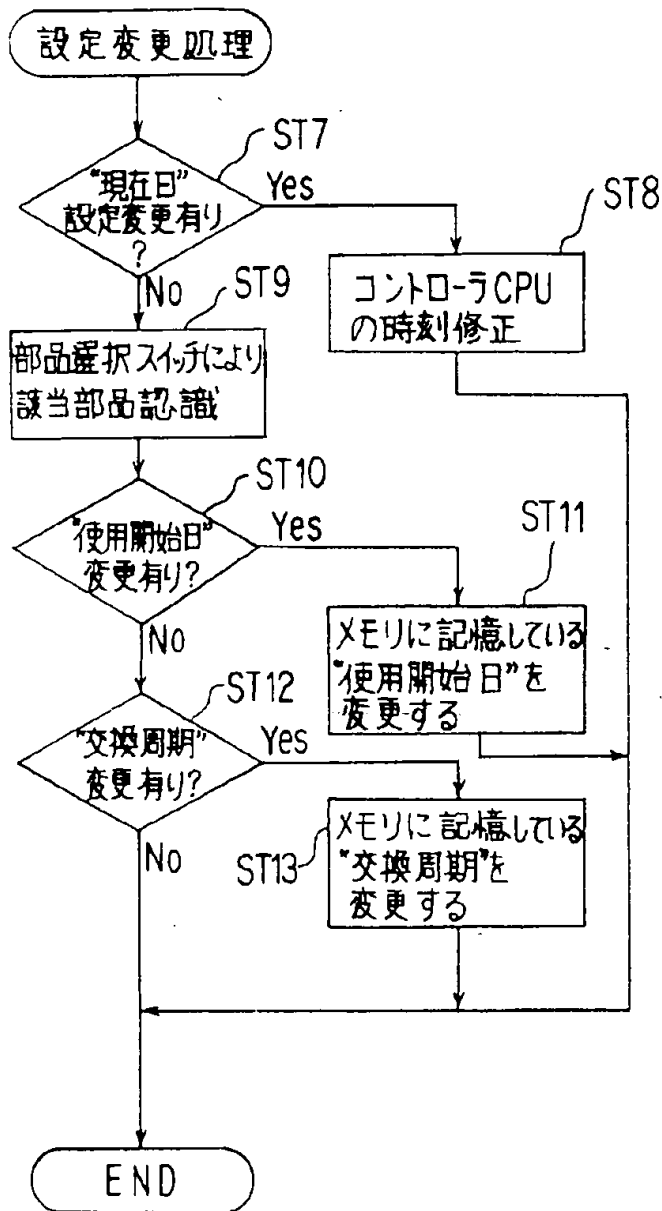 設定変更処理
ST7
"現在日"
設定変更有り
?
Yes
ST8
コントローラCPU
の時刻修正
No
ST9
部品選択スイッチにより
該当部品認識
ST10
"使用開始日"
変更有り?
Yes
ST11
メモリに記憶している
"使用開始日"を
変更する
No
ST12
"交換周期"
変更有り?
Yes
ST13
メモリに記憶している
"交換周期"を
変更する
No
END